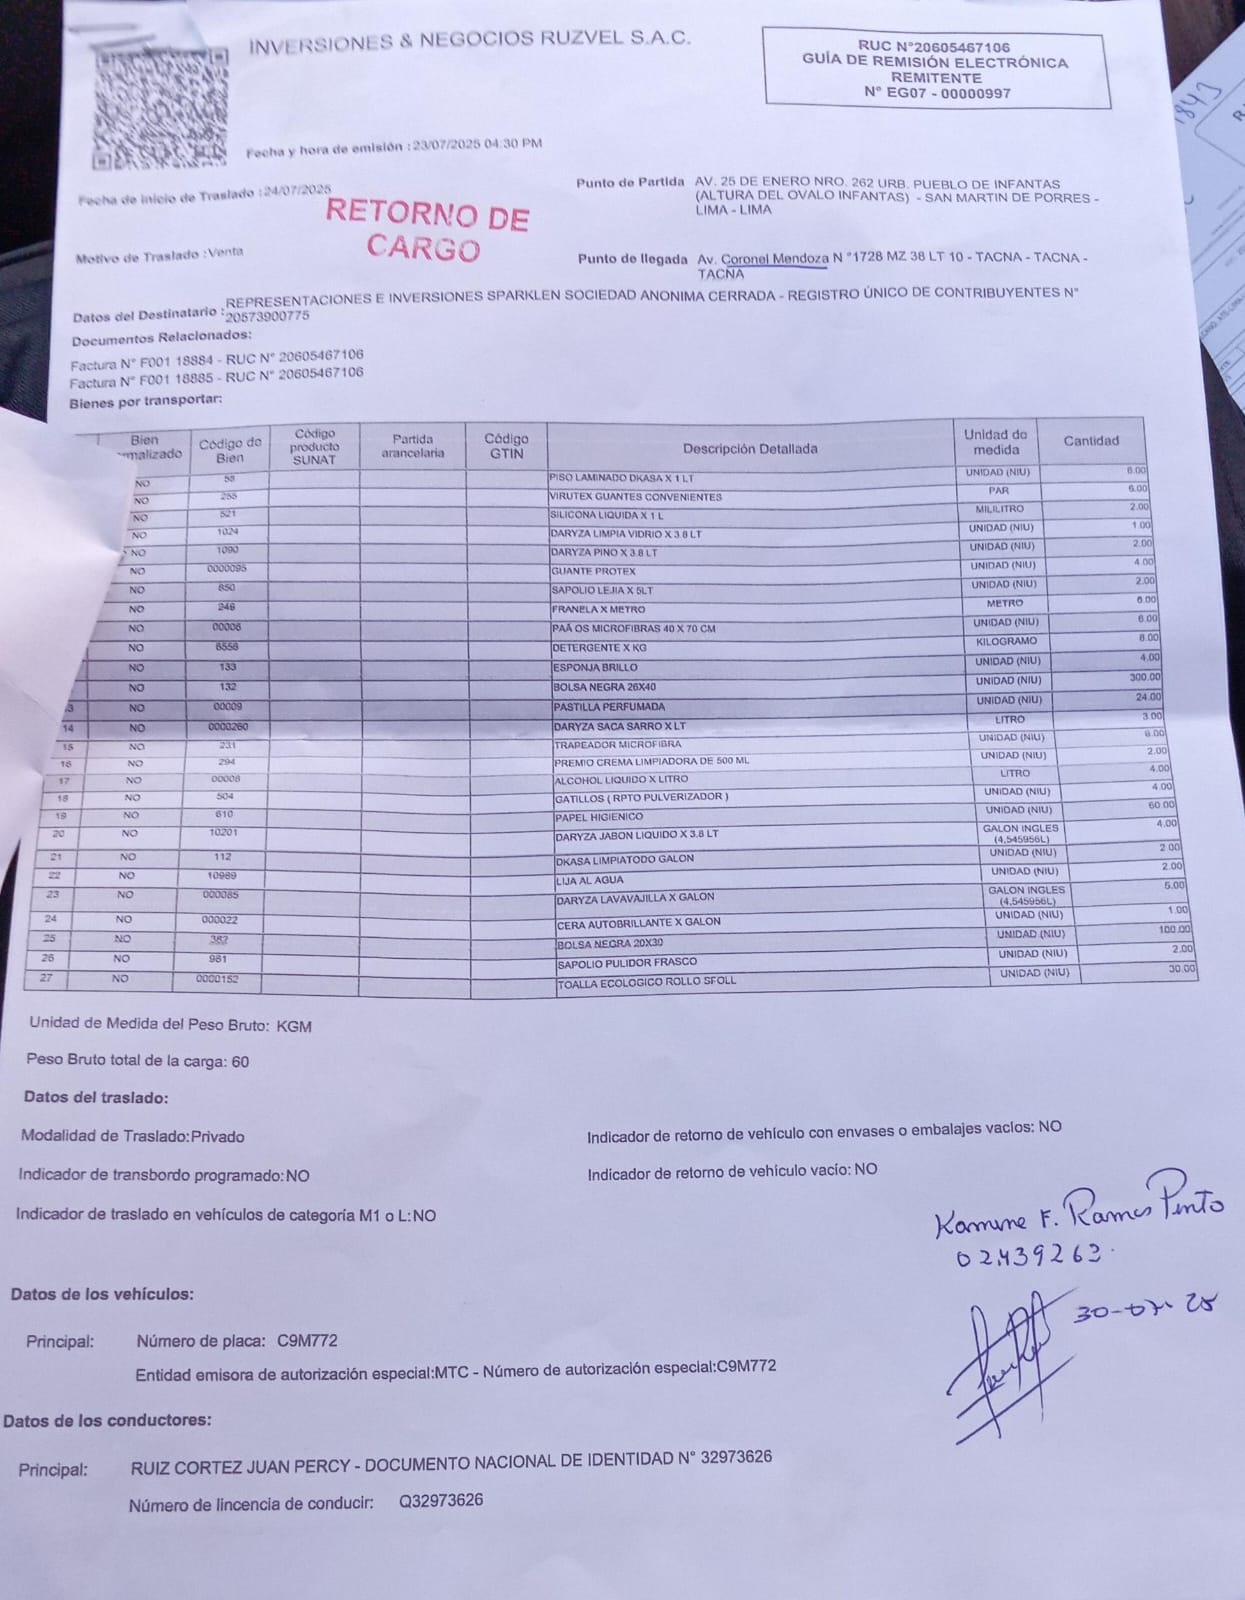 INVERSIONES & NEGOCIOS RUZVEL S.A.C.
RUC N°20605467106
GUÍA DE REMISIÓN ELECTRÓNICA
REMITENTE
N° EG07 - 00000997
Fecha y hora de emisión : 23/07/2025 04:30 PM
Fecha de inicio de Traslado : 24/07/2025
Punto de Partida AV. 25 DE ENERO NRO. 262 URB. PUEBLO DE INFANTAS
(ALTURA DEL OVALO INFANTAS) - SAN MARTIN DE PORRES -
LIMA - LIMA
RETORNO DE
CARGO
Motivo de Traslado : Venta
Punto de llegada Av. Coronel Mendoza N °1728 MZ 38 LT 10 - TACNA - TACNA -
TACNA
Datos del Destinatario : REPRESENTACIONES E INVERSIONES SPARKLEN SOCIEDAD ANONIMA CERRADA - REGISTRO ÚNICO DE CONTRIBUYENTES N°
20573900775
Documentos Relacionados:
Factura N° F001 18884 - RUC N° 20605467106
Factura N° F001 18885 - RUC N° 20605467106
Bienes por transportar:
Bien malizado Código de Bien Código producto SUNAT Partida arancelaria Código GTIN Descripción Detallada Unidad de medida Cantidad
NO 58 PISO LAMINADO DKASA X 1 LT UNIDAD (NIU) 6.00
NO 255 VIRUTEX GUANTES CONVENIENTES PAR 6.00
NO 521 SILICONA LIQUIDA X 1 L MILILITRO 2.00
NO 1024 DARYZA LIMPIA VIDRIO X 3.8 LT UNIDAD (NIU) 1.00
NO 1090 DARYZA PINO X 3.8 LT UNIDAD (NIU) 2.00
NO 0000095 GUANTE PROTEX UNIDAD (NIU) 4.00
NO 850 SAPOLIO LEJIA X 5LT UNIDAD (NIU) 2.00
NO 246 FRANELA X METRO METRO 6.00
NO 00006 PAÃ OS MICROFIBRAS 40 X 70 CM UNIDAD (NIU) 6.00
NO 6556 DETERGENTE X KG KILOGRAMO 8.00
NO 133 ESPONJA BRILLO UNIDAD (NIU) 4.00
NO 132 BOLSA NEGRA 26X40 UNIDAD (NIU) 300.00
3 NO 00009 PASTILLA PERFUMADA UNIDAD (NIU) 24.00
14 NO 0000260 DARYZA SACA SARRO X LT LITRO 3.00
15 NO 231 TRAPEADOR MICROFIBRA UNIDAD (NIU) 6.00
16 NO 294 PREMIO CREMA LIMPIADORA DE 500 ML UNIDAD (NIU) 2.00
17 NO 00008 ALCOHOL LIQUIDO X LITRO LITRO 4.00
18 NO 504 GATILLOS ( RPTO PULVERIZADOR ) UNIDAD (NIU) 4.00
19 NO 610 PAPEL HIGIENICO UNIDAD (NIU) 60.00
20 NO 10201 DARYZA JABON LIQUIDO X 3.8 LT GALON INGLES (4,545956L) 4.00
21 NO 112 DKASA LIMPIATODO GALON UNIDAD (NIU) 2.00
22 NO 10989 LIJA AL AGUA UNIDAD (NIU) 2.00
23 NO 000085 DARYZA LAVAVAJILLA X GALON GALON INGLES (4,545956L) 5.00
24 NO 000022 CERA AUTOBRILLANTE X GALON UNIDAD (NIU) 1.00
25 NO 382 BOLSA NEGRA 20X30 UNIDAD (NIU) 100.00
26 NO 981 SAPOLIO PULIDOR FRASCO UNIDAD (NIU) 2.00
27 NO 0000152 TOALLA ECOLOGICO ROLLO SFOLL UNIDAD (NIU) 30.00
Unidad de Medida del Peso Bruto: KGM
Peso Bruto total de la carga: 60
Datos del traslado:
Modalidad de Traslado:Privado
Indicador de retorno de vehículo con envases o embalajes vacíos: NO
Indicador de transbordo programado:NO
Indicador de retorno de vehículo vacío: NO
Indicador de traslado en vehículos de categoría M1 o L:NO
F. Ramos Pinto
02439263
30-07-25
Datos de los vehículos:
Principal: Número de placa: C9M772
Entidad emisora de autorización especial:MTC - Número de autorización especial:C9M772
Datos de los conductores:
Principal: RUIZ CORTEZ JUAN PERCY - DOCUMENTO NACIONAL DE IDENTIDAD N° 32973626
Número de lincencia de conducir: Q32973626